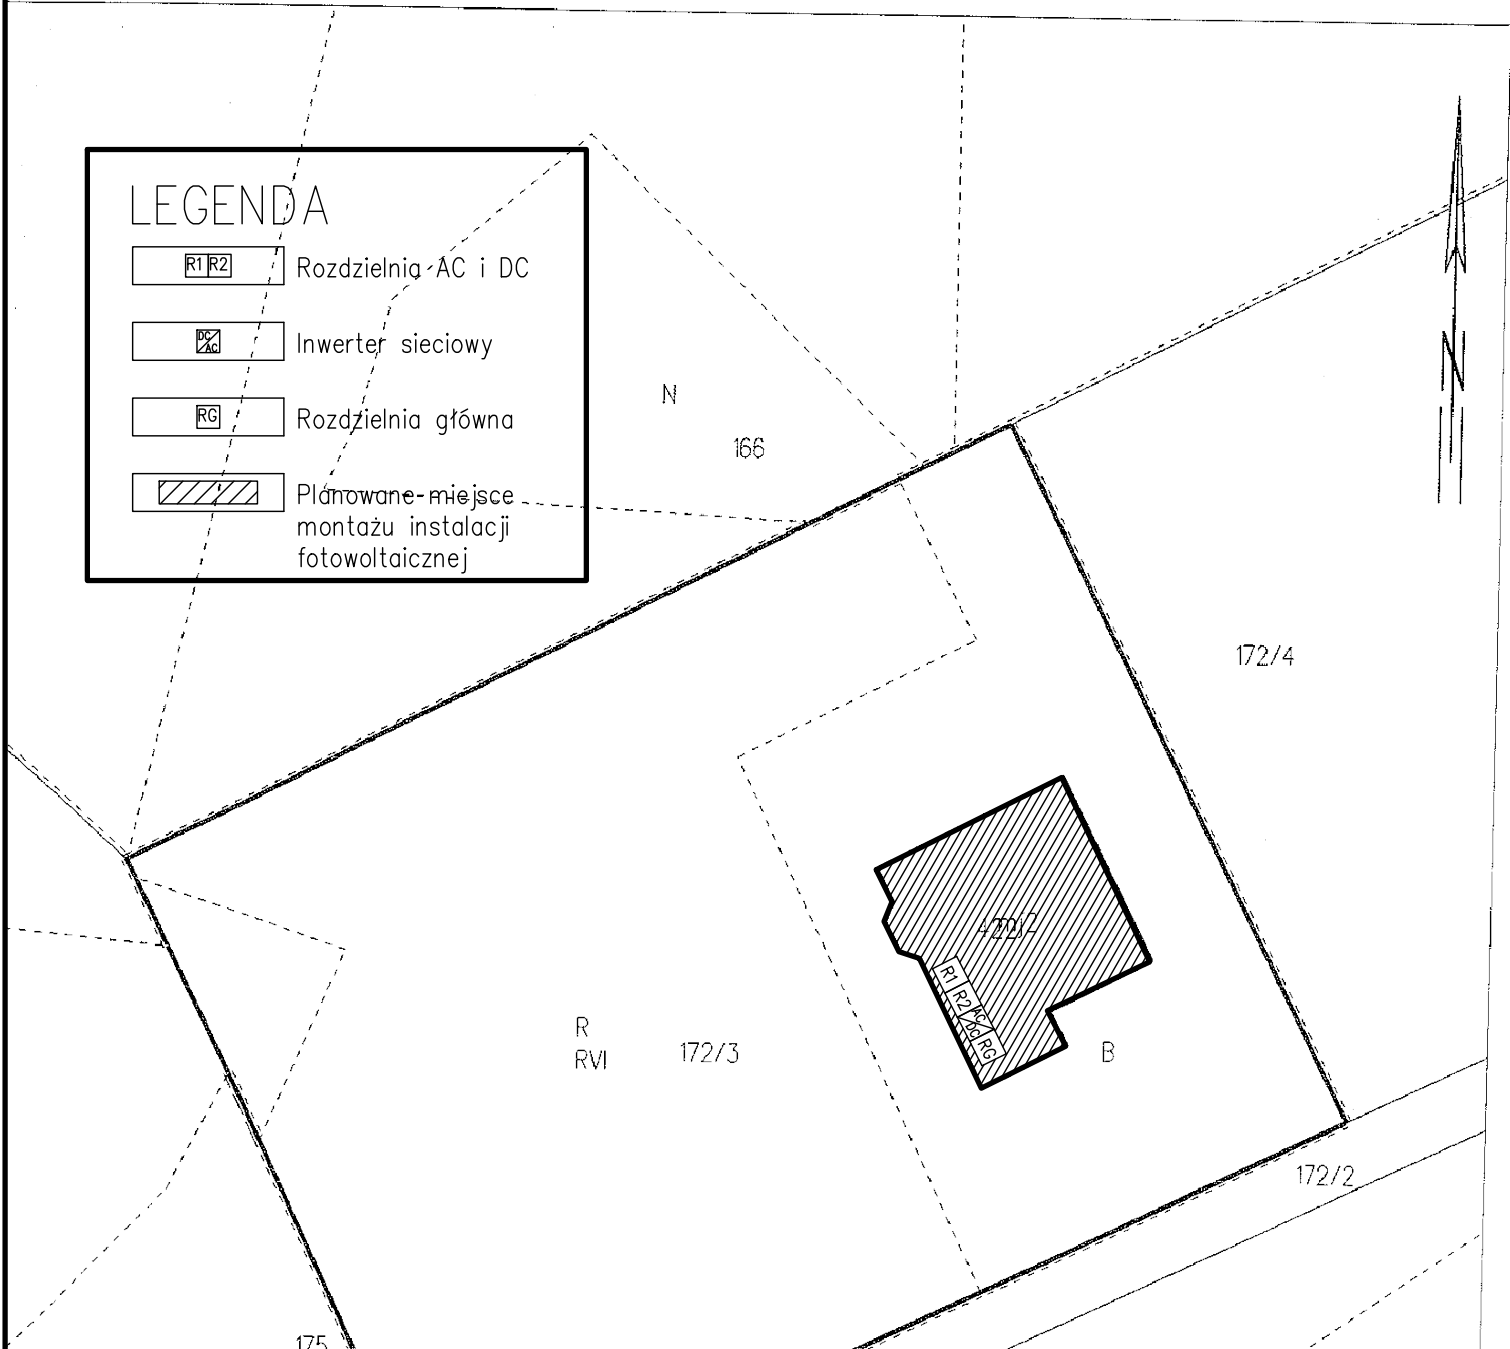 LEGENDA
R1 R2 Rozdzielnia AC i DC
DC AC Inwerter sieciowy
RG Rozdzielnia główna
Planowane miejsce
montażu instalacji
fotowoltaicznej
N
N
166
172/4
R1
R2
AC
DC
RG
R
RVI
172/3
B
172/2
175